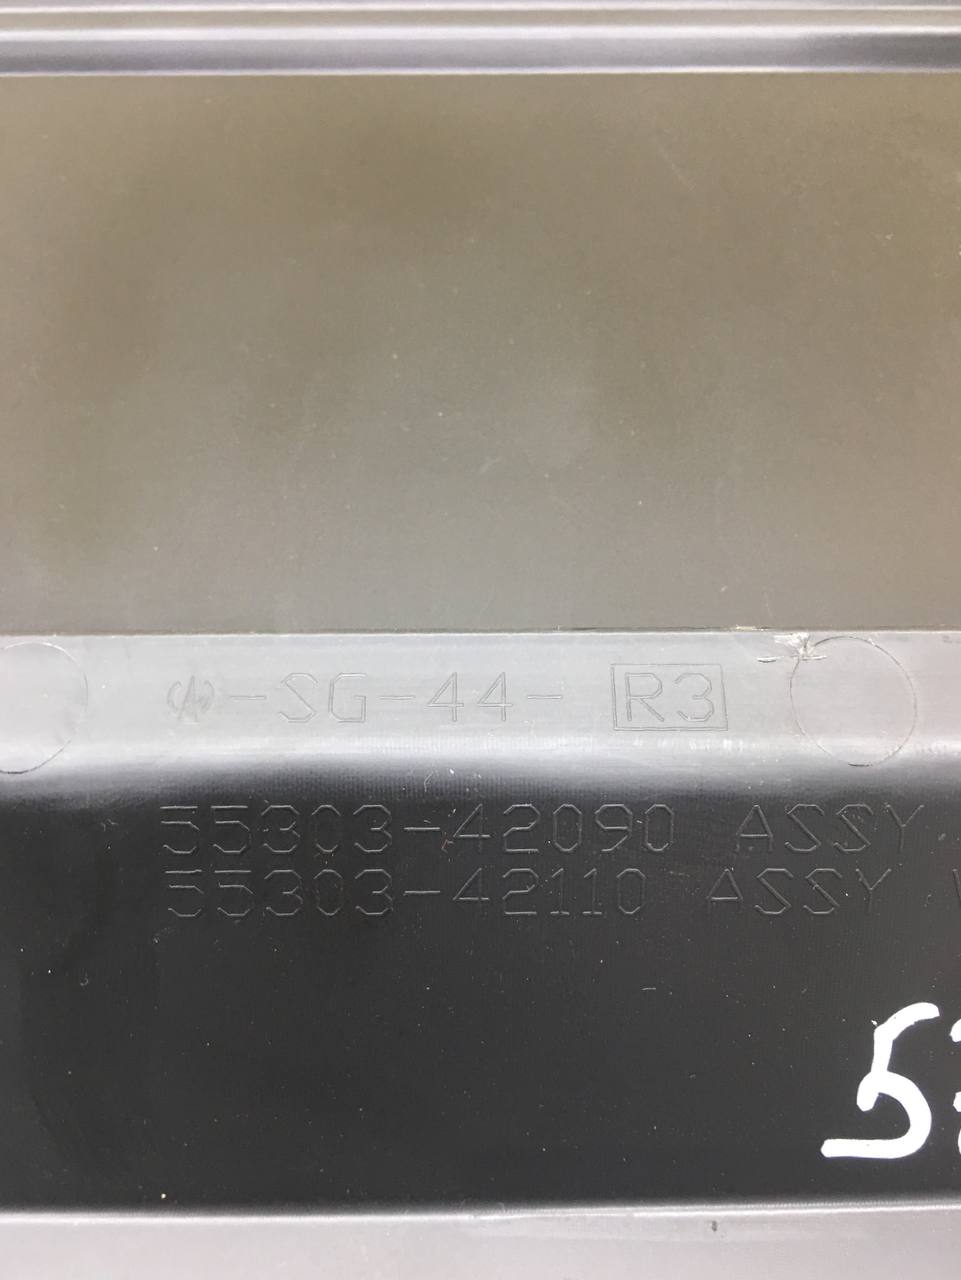 -SG-44- R3
55303-42090 ASSY.
55303-42110 ASSY